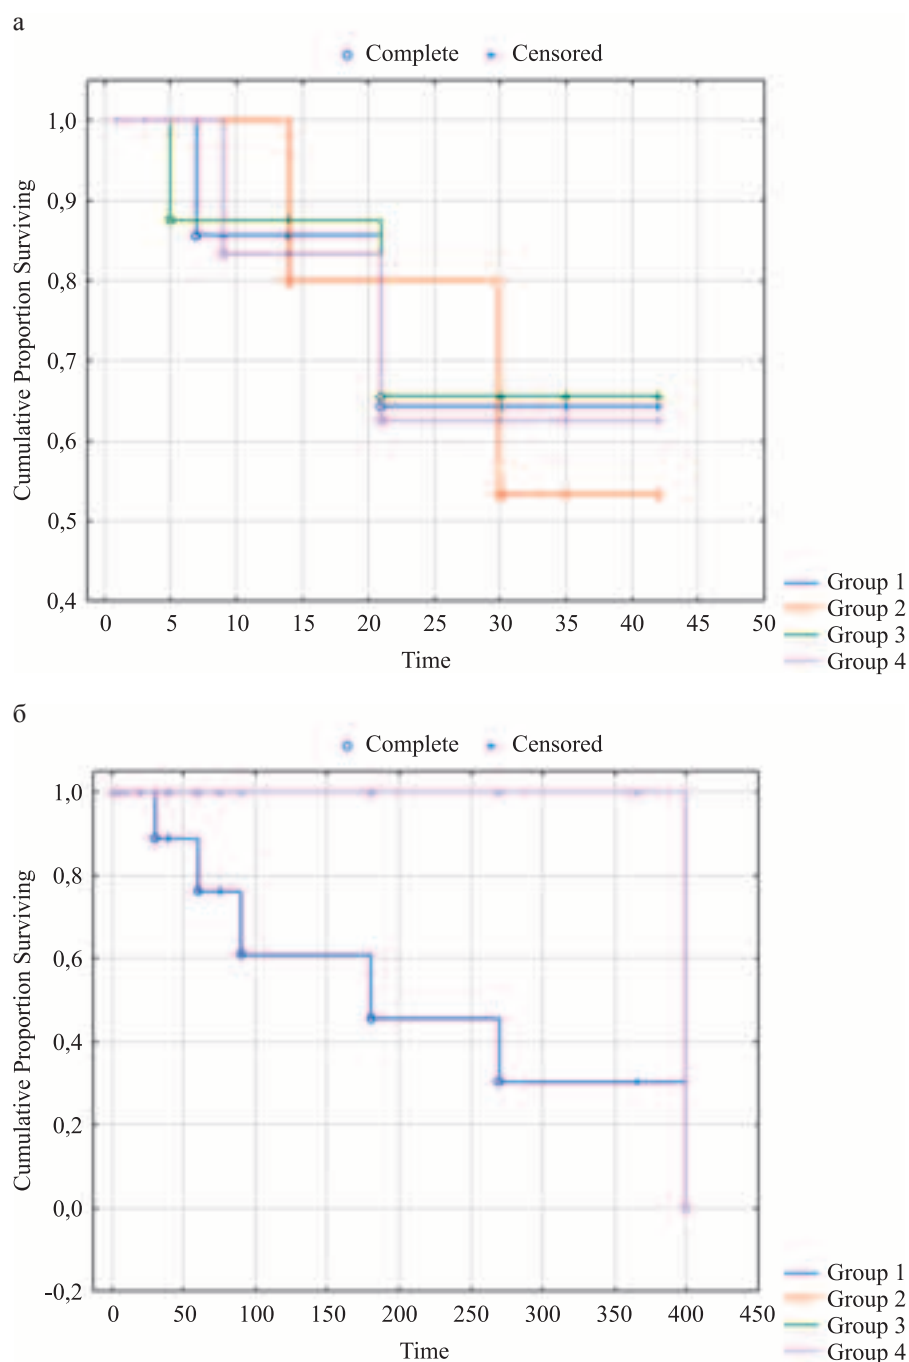 а
Complete Censored
1,0
0,9
0,8
0,7
0,6
0,5
0,4
Cumulative Proportion Surviving
0 5 10 15 20 25 30 35 40 45 50
Time
Group 1
Group 2
Group 3
Group 4
б
Complete Censored
1,0
0,8
0,6
0,4
0,2
0,0
-0,2
Cumulative Proportion Surviving
0 50 100 150 200 250 300 350 400 450
Time
Group 1
Group 2
Group 3
Group 4